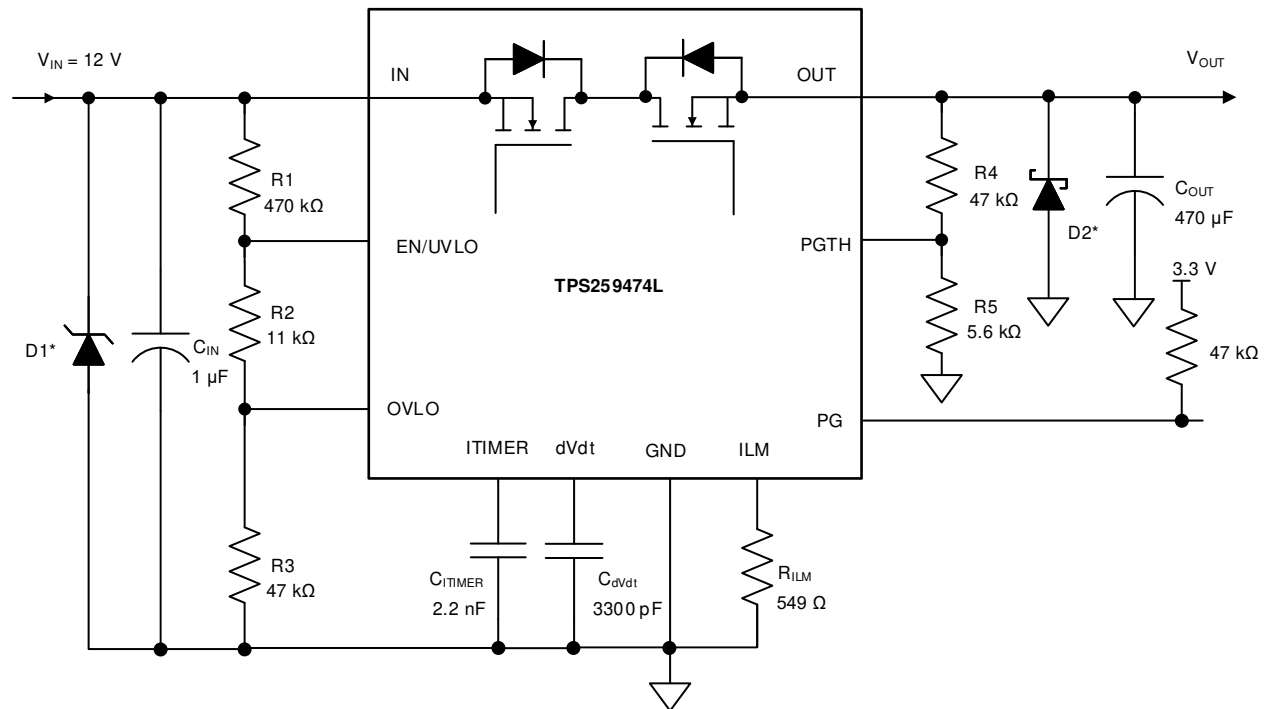 V_IN = 12 V
IN
OUT
V_OUT
R1
470 kΩ
R4
47 kΩ
C_OUT
470 µF
D2*
EN/UVLO
PGTH
3.3 V
TPS259474L
R2
11 kΩ
R5
5.6 kΩ
D1*
C_IN
1 µF
47 kΩ
OVLO
PG
ITIMER
dVdt
GND
ILM
R3
47 kΩ
C_ITIMER
2.2 nF
C_dVdt
3300 pF
R_ILM
549 Ω